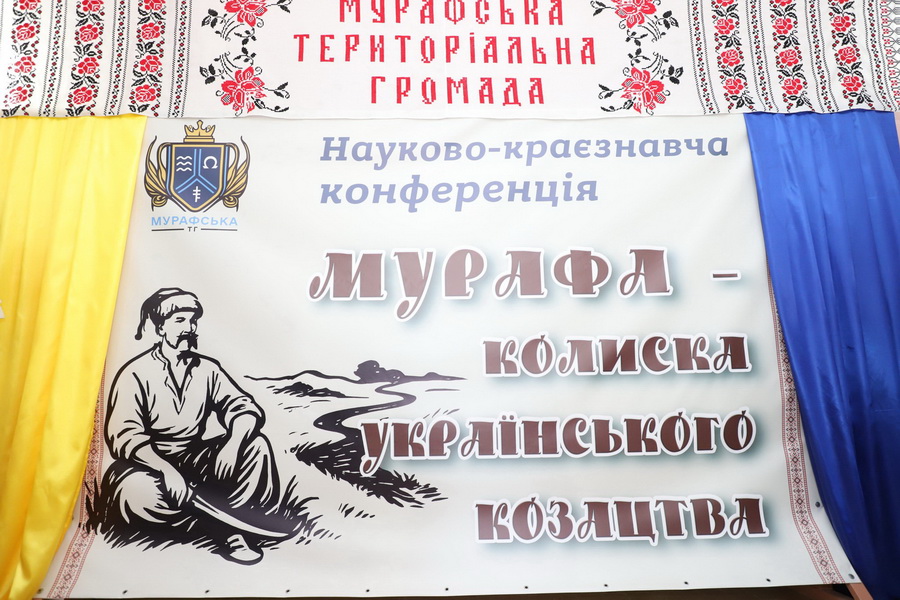 МУРАФСЬКА
ТЕРИТОРІАЛЬНА
ГРОМАДА
Науково-краєзнавча
конференція
МУРАФСЬКА
ТГ
МУРАФА –
КОЛИСКА
УКРАЇНСЬКОГО
КОЗАЦТВА